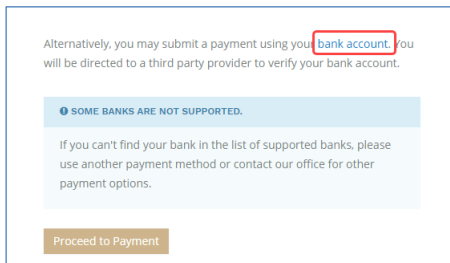 Alternatively, you may submit a payment using your bank account. You
will be directed to a third party provider to verify your bank account.
SOME BANKS ARE NOT SUPPORTED.
If you can't find your bank in the list of supported banks, please
use another payment method or contact our office for other
payment options.
Proceed to Payment